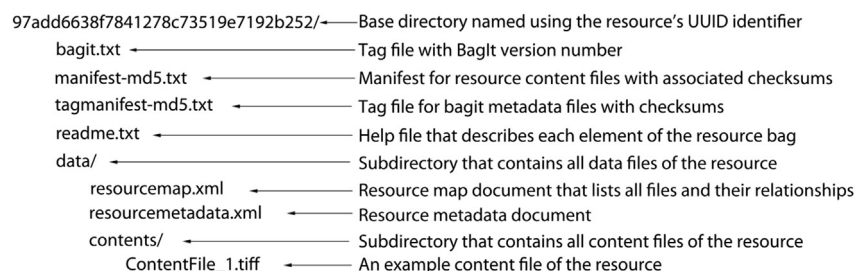 97add6638f7841278c73519e7192b252/ Base directory named using the resource's UUID identifier
bagit.txt Tag file with BagIt version number
manifest-md5.txt Manifest for resource content files with associated checksums
tagmanifest-md5.txt Tag file for bagit metadata files with checksums
readme.txt Help file that describes each element of the resource bag
data/ Subdirectory that contains all data files of the resource
resourcemap.xml Resource map document that lists all files and their relationships
resourcemetadata.xml Resource metadata document
contents/ Subdirectory that contains all content files of the resource
ContentFile_1.tiff An example content file of the resource